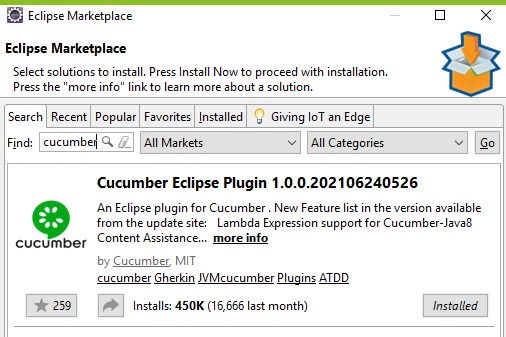 Eclipse Marketplace
Eclipse Marketplace
Select solutions to install. Press Install Now to proceed with installation.
Press the "more info" link to learn more about a solution.
Search Recent Popular Favorites Installed Giving IoT an Edge
Find: cucumber All Markets All Categories Go
Cucumber Eclipse Plugin 1.0.0.202106240526
An Eclipse plugin for Cucumber . New Feature list in the version available
from the update site: Lambda Expression support for Cucumber-Java8
Content Assistance... more info
cucumber
by Cucumber, MIT
cucumber Gherkin JVMcucumber Plugins ATDD
259 Installs: 450K (16,666 last month) Installed